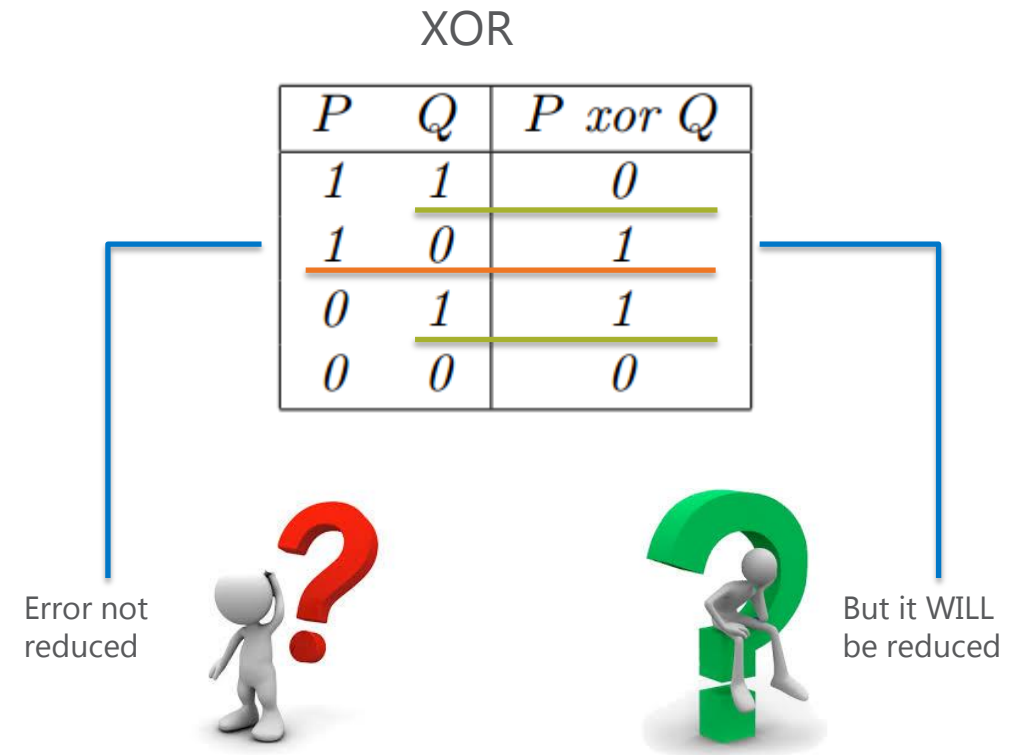 XOR
P Q P xor Q
1 1 0
1 0 1
0 1 1
0 0 0
Error not
reduced
But it WILL
be reduced